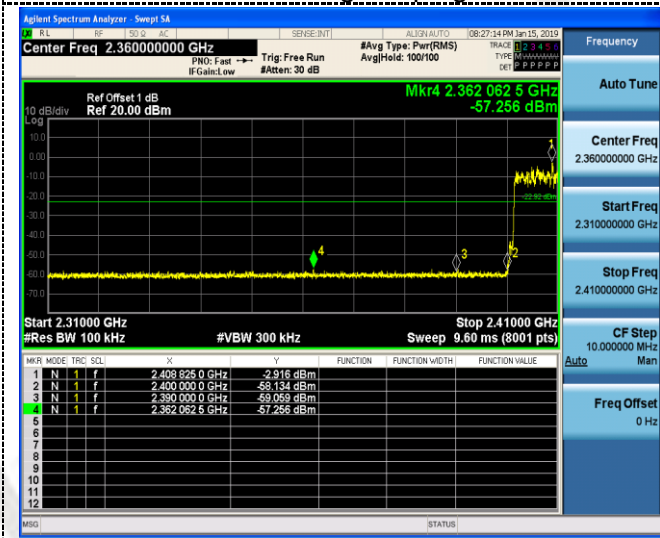 Agilent Spectrum Analyzer - Swept SA
RL RF 50 Ω AC SENSE:INT ALIGN AUTO 08:27:14 PM Jan 15, 2019
Center Freq 2.360000000 GHz
PNO: Fast
IFGain:Low
Trig: Free Run
#Atten: 30 dB
#Avg Type: Pwr(RMS)
Avg|Hold: 100/100
TRACE 1 2 3 4 5 6
TYPE M
DET P P P P P P
Frequency
Auto Tune
Center Freq
2.360000000 GHz
Start Freq
2.310000000 GHz
Stop Freq
2.410000000 GHz
CF Step
10.000000 MHz
Auto Man
Freq Offset
0 Hz
Mkr4 2.362 062 5 GHz
-57.256 dBm
Ref Offset 1 dB
10 dB/div Ref 20.00 dBm
Log
10.0
0.00
-10.0
-20.0
-30.0
-40.0
-50.0
-60.0
-70.0
1
-22.92 dBm
4
3
2
Start 2.31000 GHz Stop 2.41000 GHz
#Res BW 100 kHz #VBW 300 kHz Sweep 9.60 ms (8001 pts)
MKR MODE TRC SCL X Y FUNCTION FUNCTION WIDTH FUNCTION VALUE
1 N 1 f 2.408 825 0 GHz -2.916 dBm
2 N 1 f 2.400 000 0 GHz -58.134 dBm
3 N 1 f 2.390 000 0 GHz -59.059 dBm
4 N 1 f 2.362 062 5 GHz -57.256 dBm
5
6
7
8
9
10
11
12
MSG STATUS